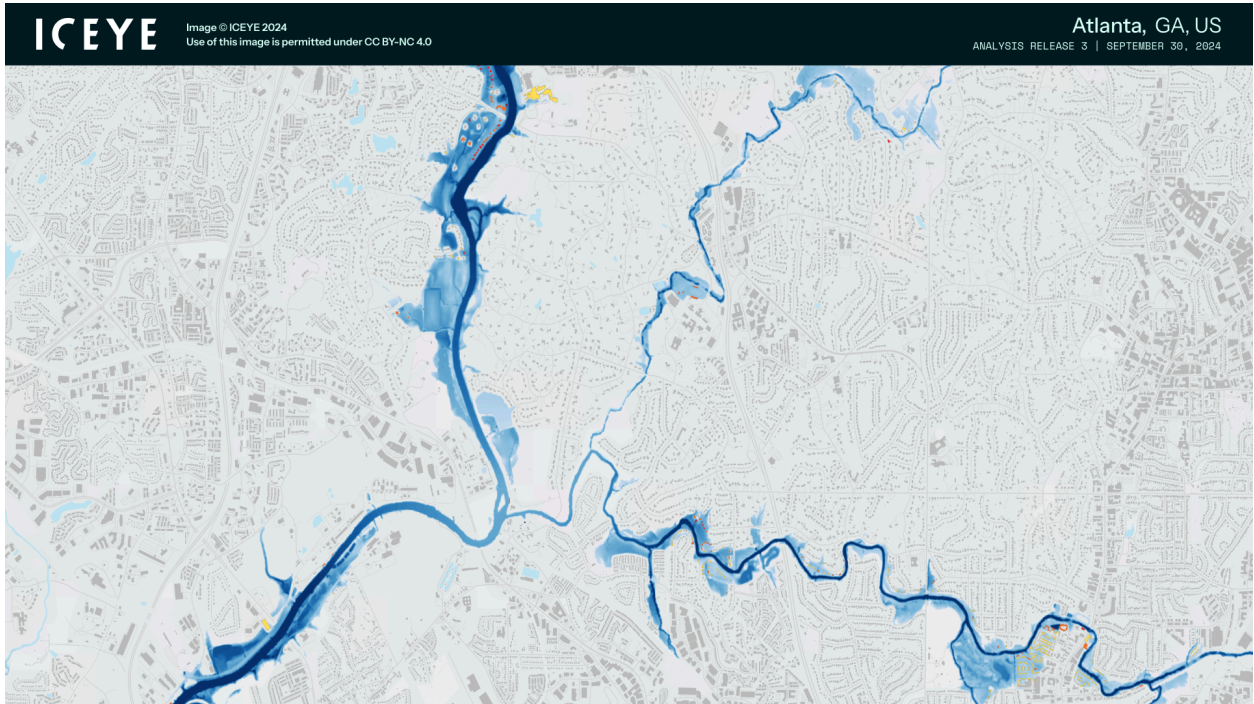 ICEYE
Image © ICEYE 2024
Use of this image is permitted under CC BY-NC 4.0
Atlanta, GA, US
ANALYSIS RELEASE 3 | SEPTEMBER 30, 2024